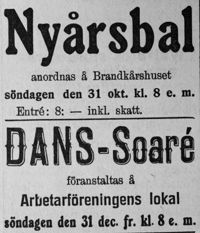 Nyårsbal
anordnas å Brandkårshuset
söndagen den 31 okt. kl. 8 e. m.
Entré: 8: — inkl. skatt.
DANS-Soaré
föranstaltas å
Arbetarföreningens lokal
söndagen den 31 dec. fr. kl. 8 e. m.